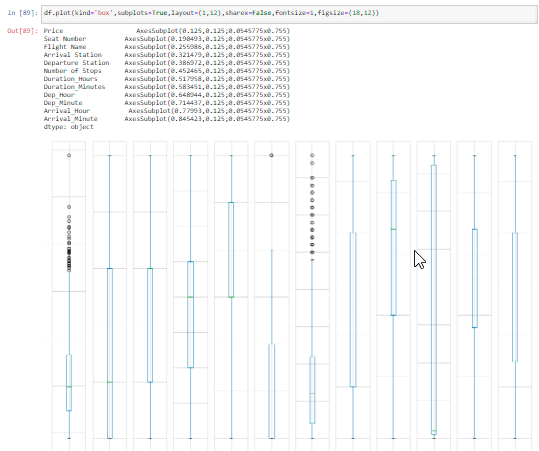 In [89]: df.plot(kind='box',subplots=True,layout=(1,12),sharex=False,fontsize=1,figsize=(18,12))
Out[89]: Price AxesSubplot(0.125,0.125;0.0545775x0.755)
Seat Number AxesSubplot(0.190493,0.125;0.0545775x0.755)
Flight Name AxesSubplot(0.255986,0.125;0.0545775x0.755)
Arrival Station AxesSubplot(0.321479,0.125;0.0545775x0.755)
Departure Station AxesSubplot(0.386972,0.125;0.0545775x0.755)
Number of Stops AxesSubplot(0.452465,0.125;0.0545775x0.755)
Duration_Hours AxesSubplot(0.517958,0.125;0.0545775x0.755)
Duration_Minutes AxesSubplot(0.583451,0.125;0.0545775x0.755)
Dep_Hour AxesSubplot(0.648944,0.125;0.0545775x0.755)
Dep_Minute AxesSubplot(0.714437,0.125;0.0545775x0.755)
Arrival_Hour AxesSubplot(0.77993,0.125;0.0545775x0.755)
Arrival_Minute AxesSubplot(0.845423,0.125;0.0545775x0.755)
dtype: object